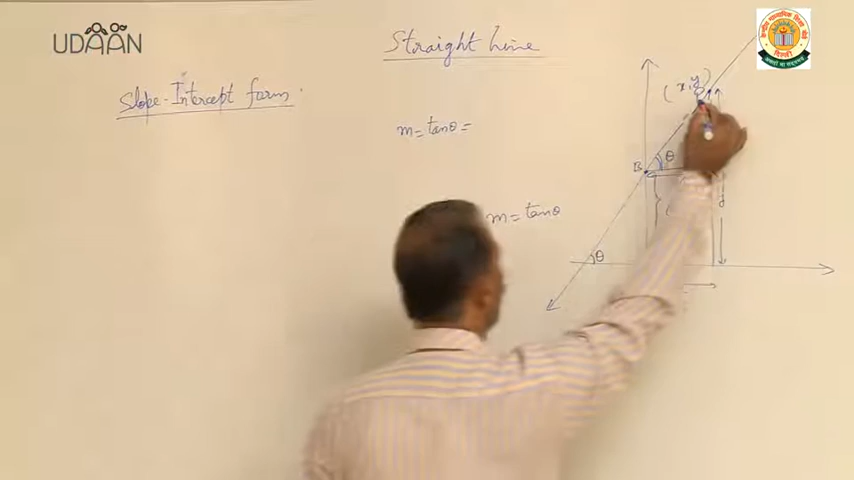 UDAAN
Straight Line
Slope-Intercept form
(x,y)
m=tanθ=
θ
B
m=tanθ
θ